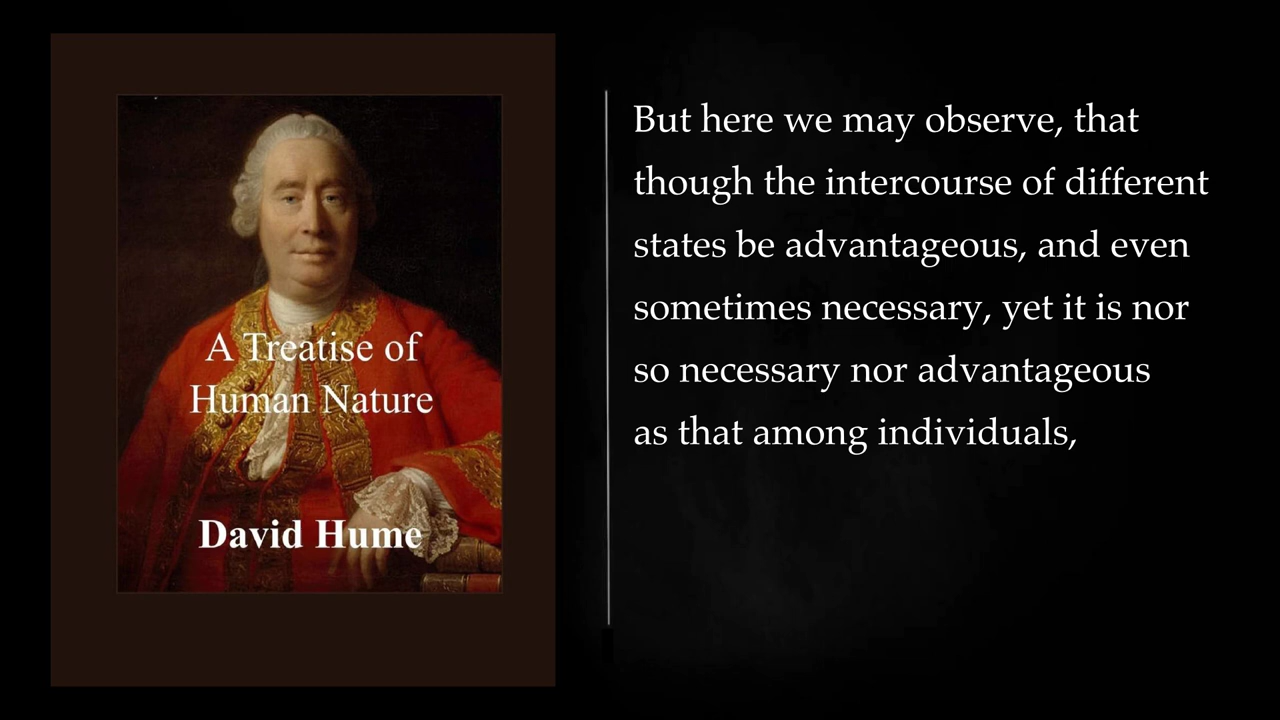 A Treatise of
Human Nature
David Hume
But here we may observe, that
though the intercourse of different
states be advantageous, and even
sometimes necessary, yet it is nor
so necessary nor advantageous
as that among individuals,